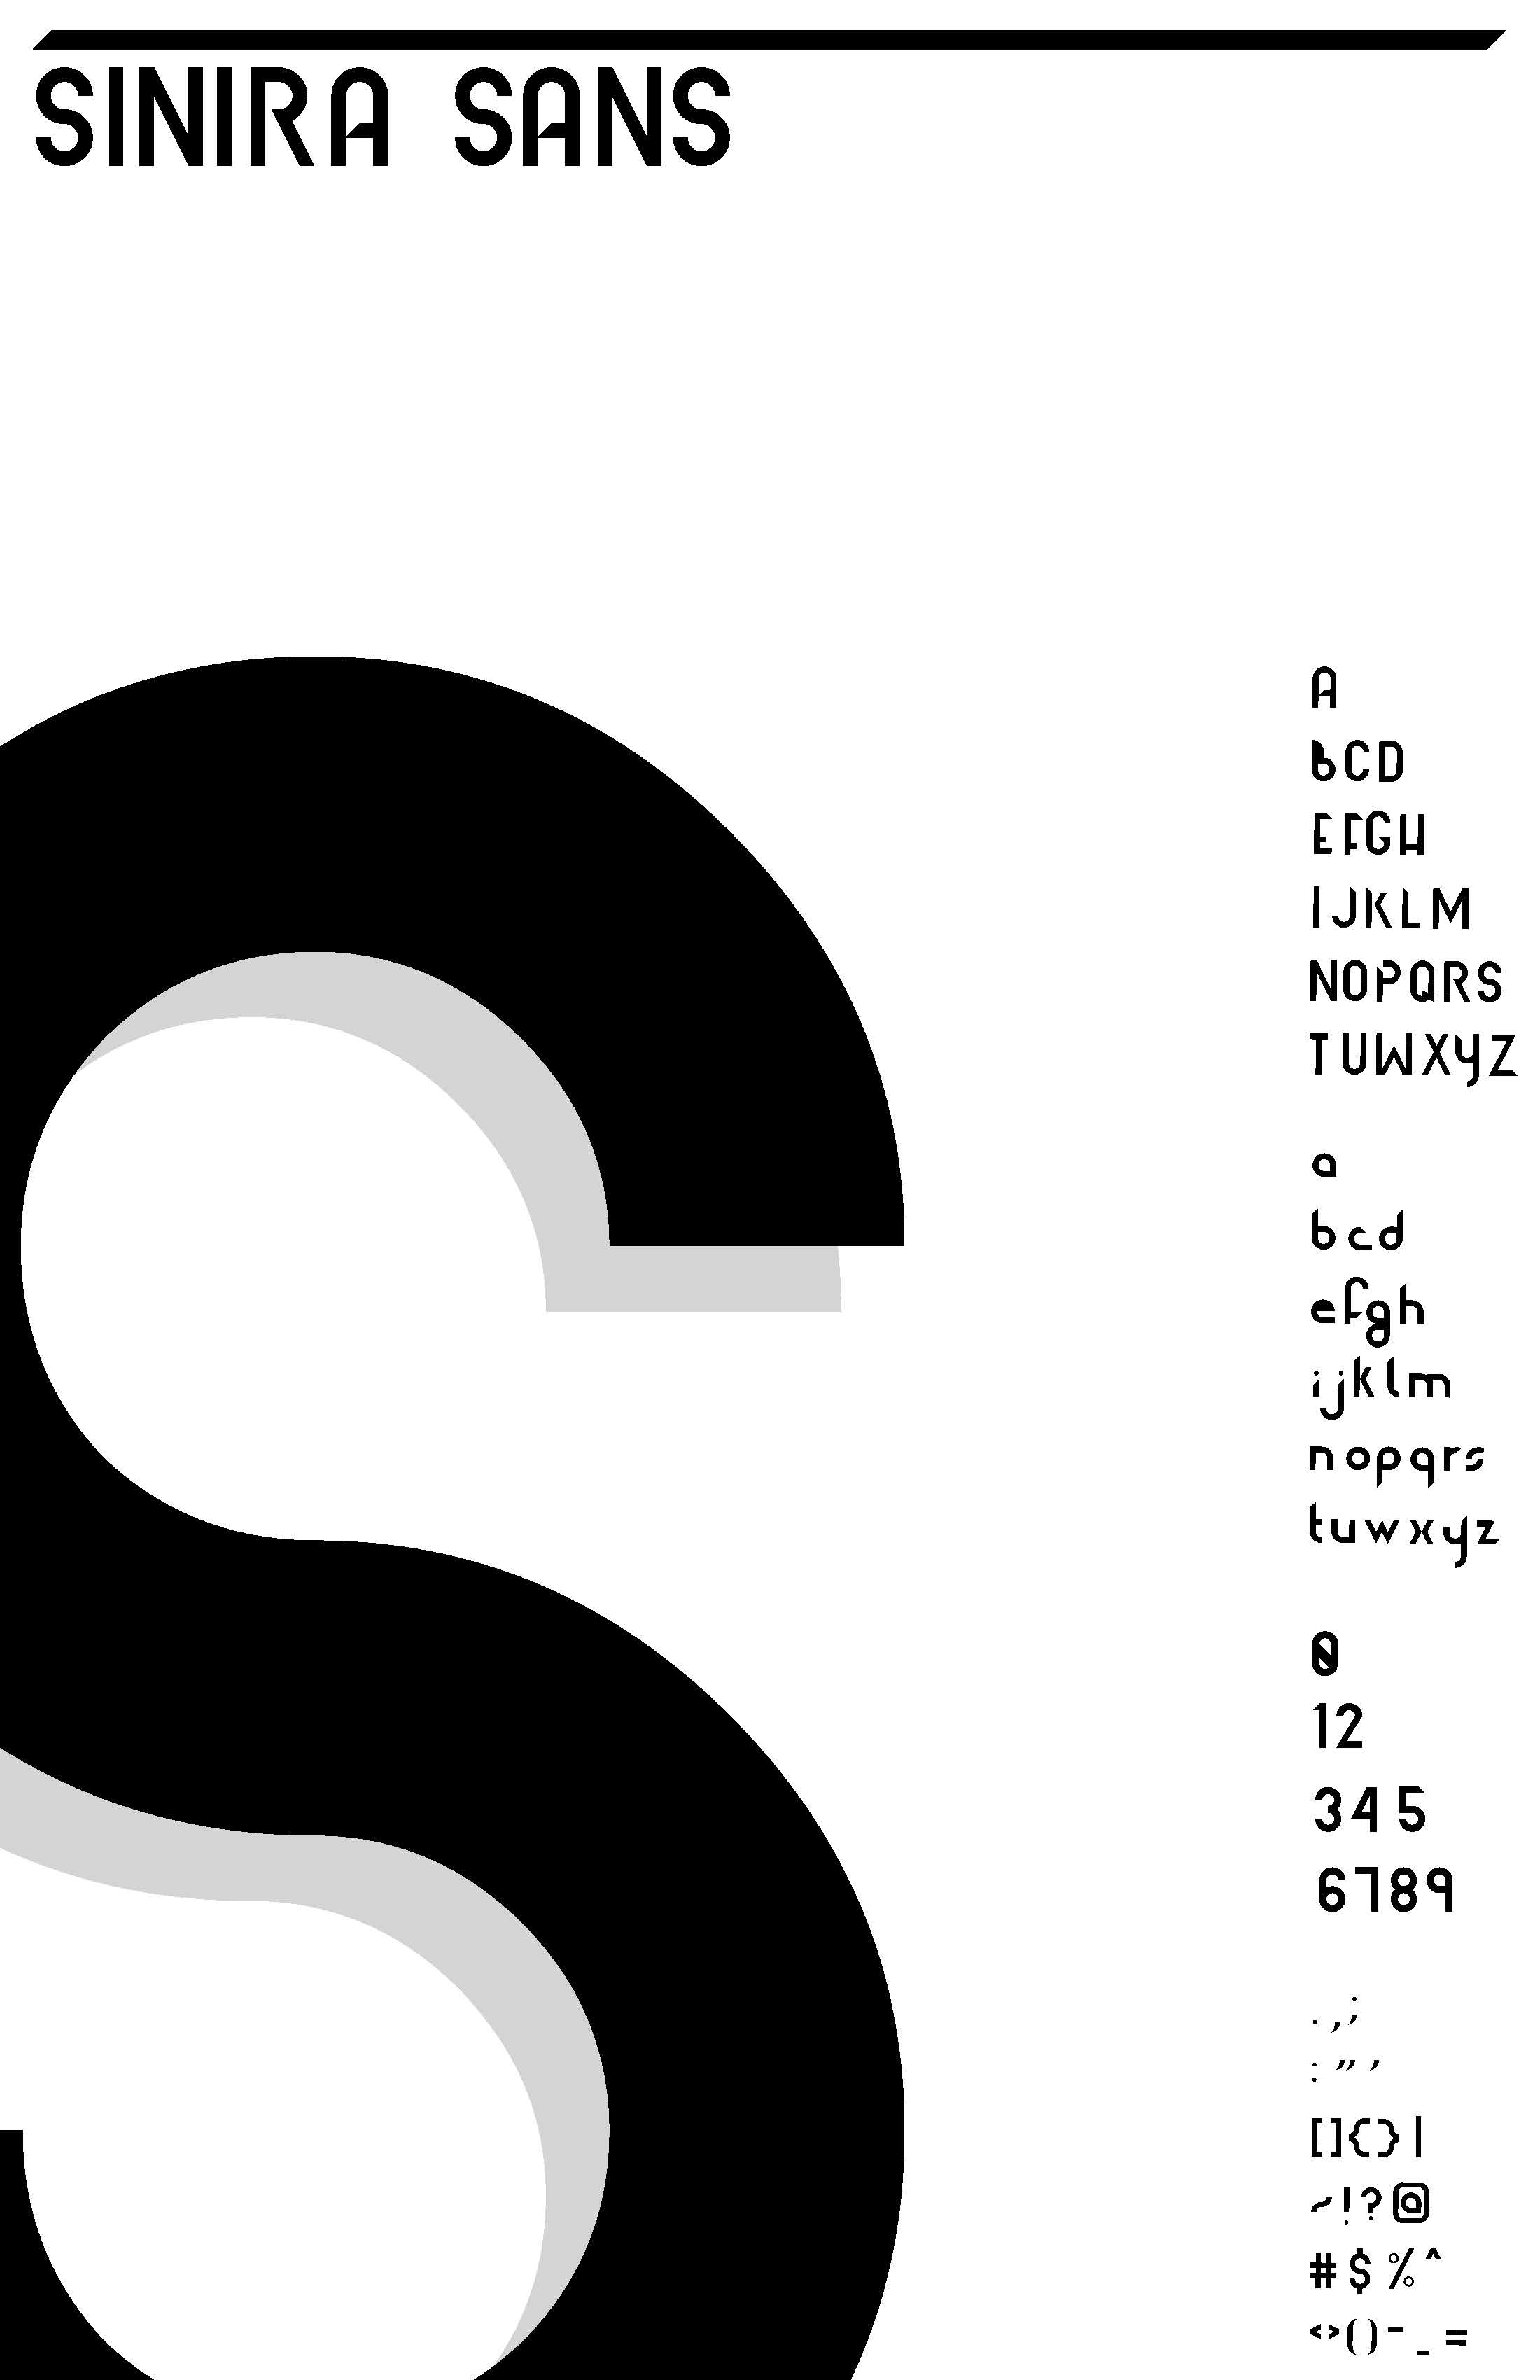 SINIRA SANS
S
A
bCD
EFGH
IJKLM
NOPQRS
TUWXyZ
a
bcd
efgh
ijklm
nopqrs
tuwxyz
0
12
345
6789
. , ;
: ” ’
[]{}|
~!?@
#$%^
<>()-_=